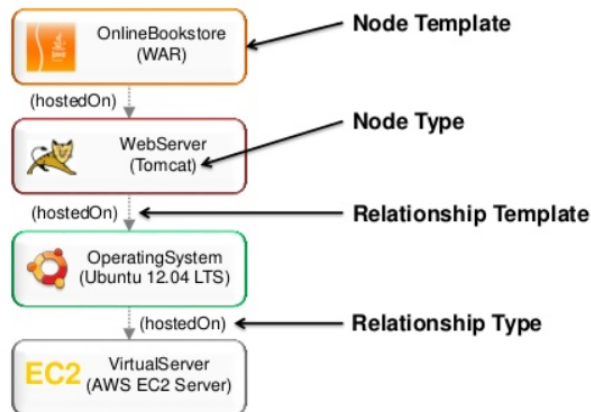 OnlineBookstore
(WAR)
Node Template
(hostedOn)
WebServer
(Tomcat)
Node Type
(hostedOn)
Relationship Template
OperatingSystem
(Ubuntu 12.04 LTS)
(hostedOn)
Relationship Type
EC2
VirtualServer
(AWS EC2 Server)